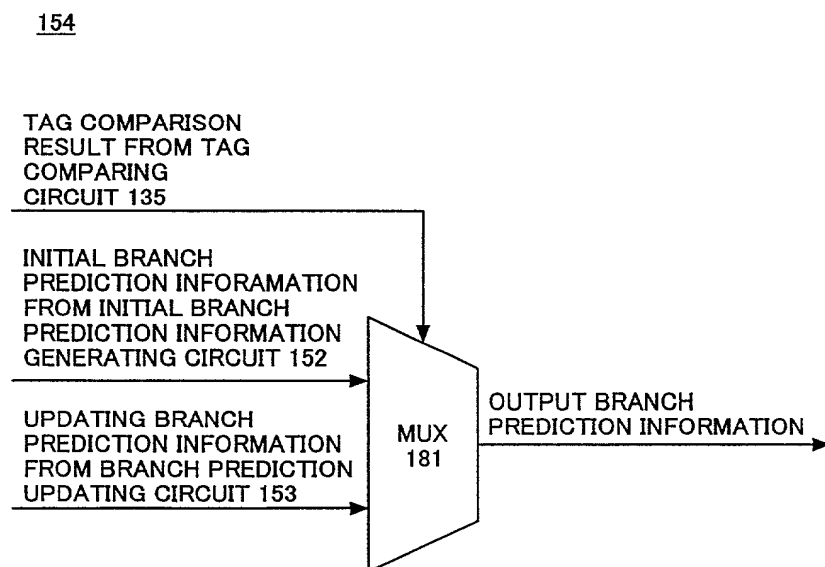 154
TAG COMPARISON
RESULT FROM TAG
COMPARING
CIRCUIT 135
INITIAL BRANCH
PREDICTION INFORAMATION
FROM INITIAL BRANCH
PREDICTION INFORMATION
GENERATING CIRCUIT 152
UPDATING BRANCH
PREDICTION INFORMATION
FROM BRANCH PREDICTION
UPDATING CIRCUIT 153
MUX
181
OUTPUT BRANCH
PREDICTION INFORMATION